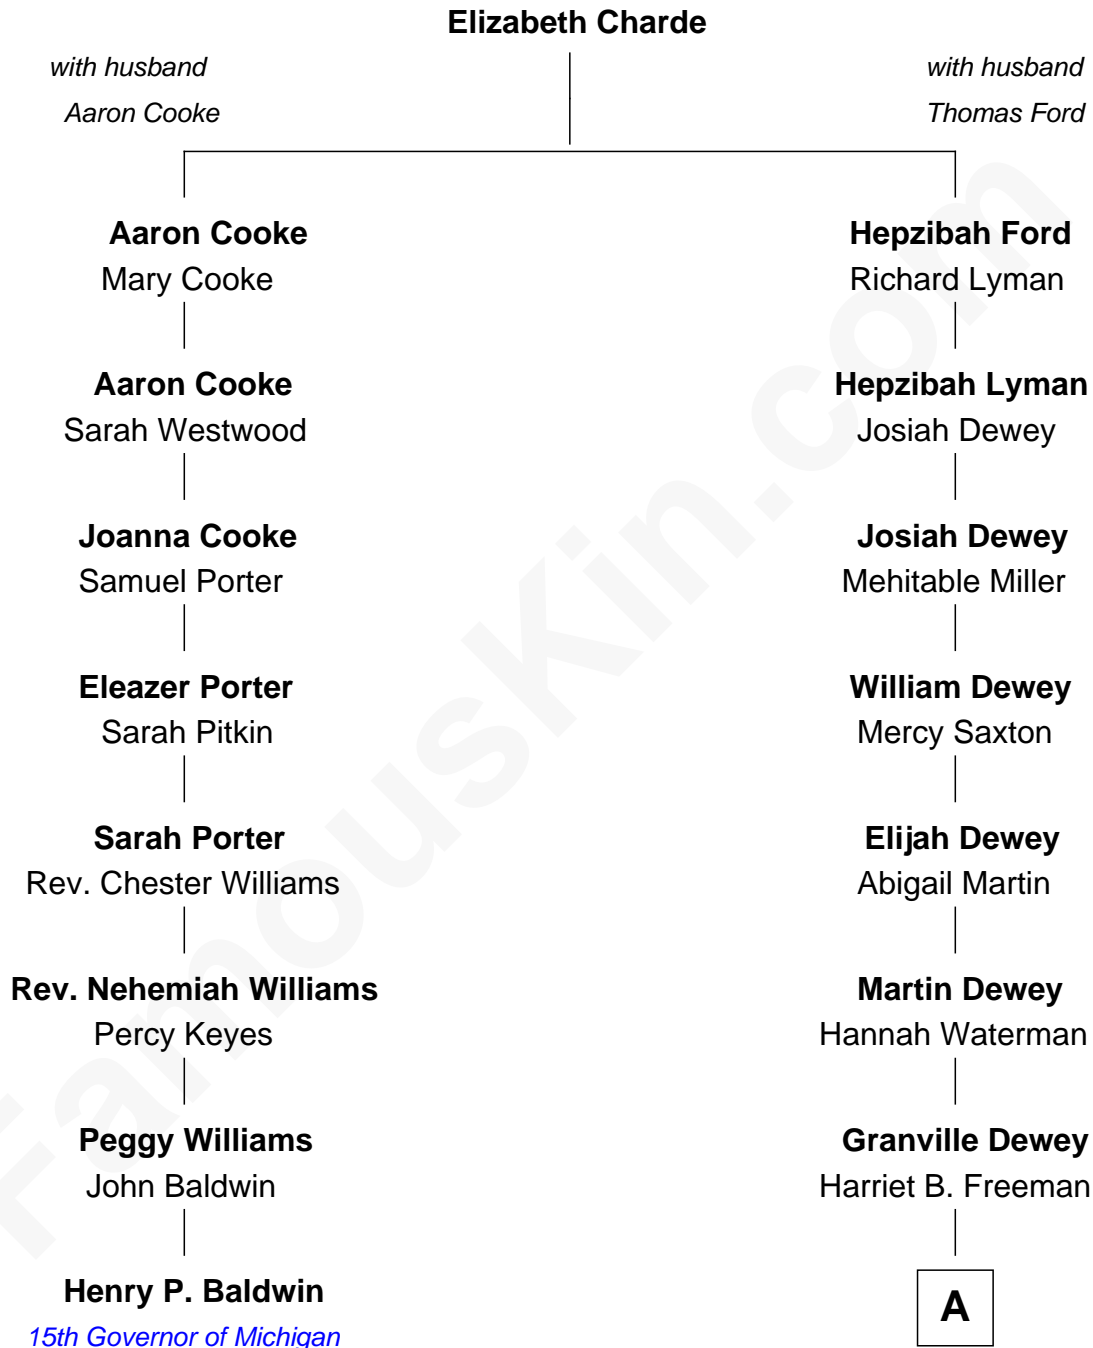 Elizabeth Charde
with husband
Aaron Cooke
with husband
Thomas Ford
Aaron Cooke
Mary Cooke
Hepzibah Ford
Richard Lyman
Aaron Cooke
Sarah Westwood
Hepzibah Lyman
Josiah Dewey
Joanna Cooke
Samuel Porter
Josiah Dewey
Mehitable Miller
Eleazer Porter
Sarah Pitkin
William Dewey
Mercy Saxton
Sarah Porter
Rev. Chester Williams
Elijah Dewey
Abigail Martin
Rev. Nehemiah Williams
Percy Keyes
Martin Dewey
Hannah Waterman
Peggy Williams
John Baldwin
Granville Dewey
Harriet B. Freeman
Henry P. Baldwin
15th Governor of Michigan
A
FamousKin.com